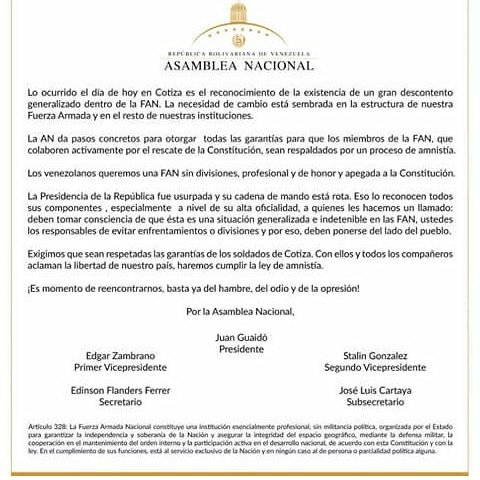 REPÚBLICA BOLIVARIANA DE VENEZUELA
ASAMBLEA NACIONAL
Lo ocurrido el día de hoy en Cotiza es el reconocimiento de la existencia de un gran descontento
generalizado dentro de la FAN. La necesidad de cambio está sembrada en la estructura de nuestra
Fuerza Armada y en el resto de nuestras instituciones.
La AN da pasos concretos para otorgar todas las garantías para que los miembros de la FAN, que
colaboren activamente por el rescate de la Constitución, sean respaldados por un proceso de amnistía.
Los venezolanos queremos una FAN sin divisiones, profesional y de honor y apegada a la Constitución.
La Presidencia de la República fue usurpada y su cadena de mando está rota. Eso lo reconocen todos
sus componentes , especialmente a nivel de su alta oficialidad, a quienes les hacemos un llamado:
deben tomar consciencia de que ésta es una situación generalizada e indetenible en las FAN, ustedes
los responsables de evitar enfrentamientos o divisiones y por eso, deben ponerse del lado del pueblo.
Exigimos que sean respetadas las garantías de los soldados de Cotiza. Con ellos y todos los compañeros
aclaman la libertad de nuestro país, haremos cumplir la ley de amnistía.
¡Es momento de reencontrarnos, basta ya del hambre, del odio y de la opresión!
Por la Asamblea Nacional,
Juan Guaidó
Presidente
Edgar Zambrano
Primer Vicepresidente
Stalin Gonzalez
Segundo Vicepresidente
Edinson Flanders Ferrer
Secretario
José Luis Cartaya
Subsecretario
Artículo 328: La Fuerza Armada Nacional constituye una institución esencialmente profesional, sin militancia política, organizada por el Estado
para garantizar la independencia y soberanía de la Nación y asegurar la integridad del espacio geográfico, mediante la defensa militar, la
cooperación en el mantenimiento del orden interno y la participación activa en el desarrollo nacional, de acuerdo con esta Constitución y con la
ley. En el cumplimiento de sus funciones, está al servicio exclusivo de la Nación y en ningún caso al de persona o parcialidad política alguna.